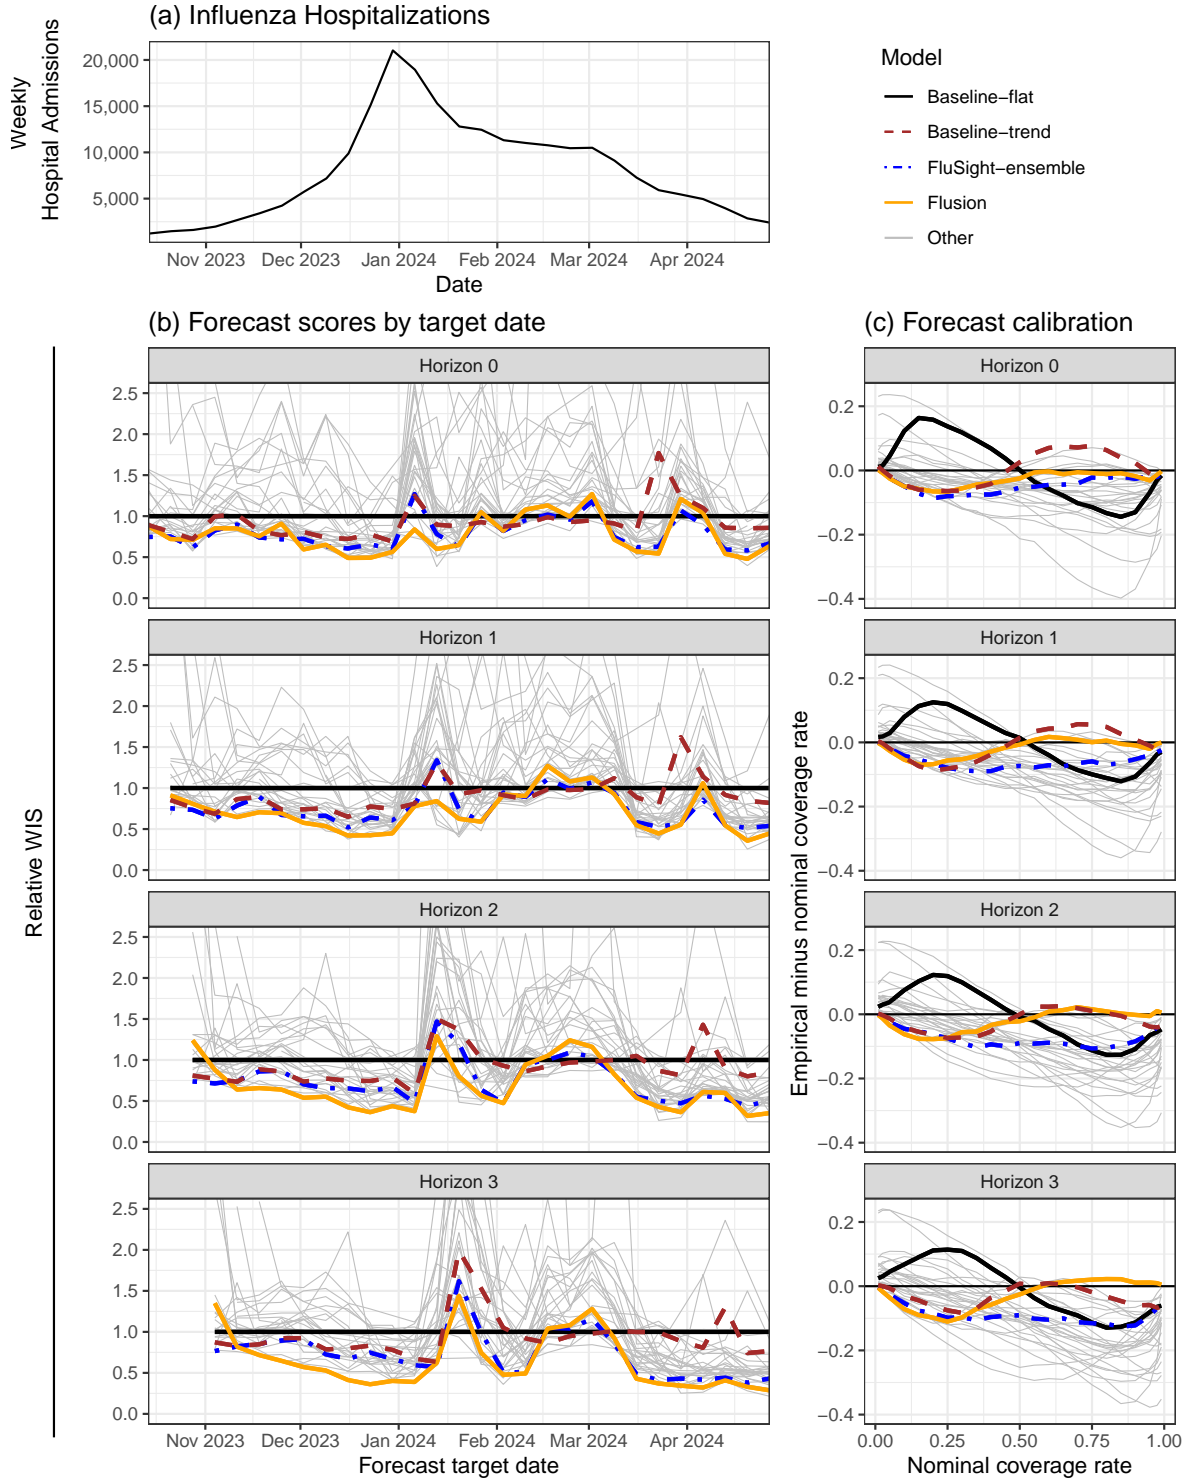 (a) Influenza Hospitalizations
Weekly
Hospital Admissions
20,000
15,000
10,000
5,000
Nov 2023
Dec 2023
Jan 2024
Feb 2024
Mar 2024
Apr 2024
Date
Model
Baseline−flat
Baseline−trend
FluSight−ensemble
Flusion
Other
(b) Forecast scores by target date
Relative WIS
Horizon 0
2.5
2.0
1.5
1.0
0.5
0.0
Horizon 1
2.5
2.0
1.5
1.0
0.5
0.0
Horizon 2
2.5
2.0
1.5
1.0
0.5
0.0
Horizon 3
2.5
2.0
1.5
1.0
0.5
0.0
Nov 2023
Dec 2023
Jan 2024
Feb 2024
Mar 2024
Apr 2024
Forecast target date
(c) Forecast calibration
Empirical minus nominal coverage rate
Horizon 0
0.2
0.0
−0.2
−0.4
Horizon 1
0.2
0.0
−0.2
−0.4
Horizon 2
0.2
0.0
−0.2
−0.4
Horizon 3
0.2
0.0
−0.2
−0.4
0.00
0.25
0.50
0.75
1.00
Nominal coverage rate